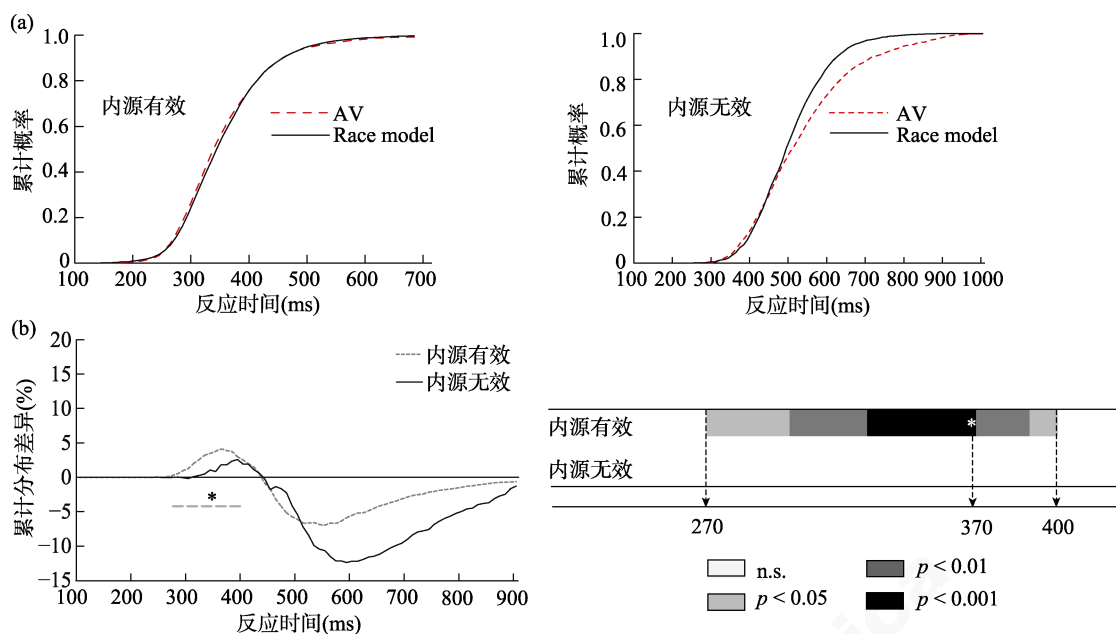 (a)
1.0
0.8
0.6
0.4
0.2
0
累计概率
内源有效
AV
Race model
100 200 300 400 500 600 700
反应时间(ms)
1.0
0.8
0.6
0.4
0.2
0
累计概率
内源无效
AV
Race model
100 200 300 400 500 600 700 800 900 1000
反应时间(ms)
(b)
20
15
10
5
0
−5
−10
−15
累计分布差异(%)
内源有效
内源无效
*
100 200 300 400 500 600 700 800 900
反应时间(ms)
内源有效
*
内源无效
270 370 400
n.s.
p < 0.01
p < 0.05
p < 0.001